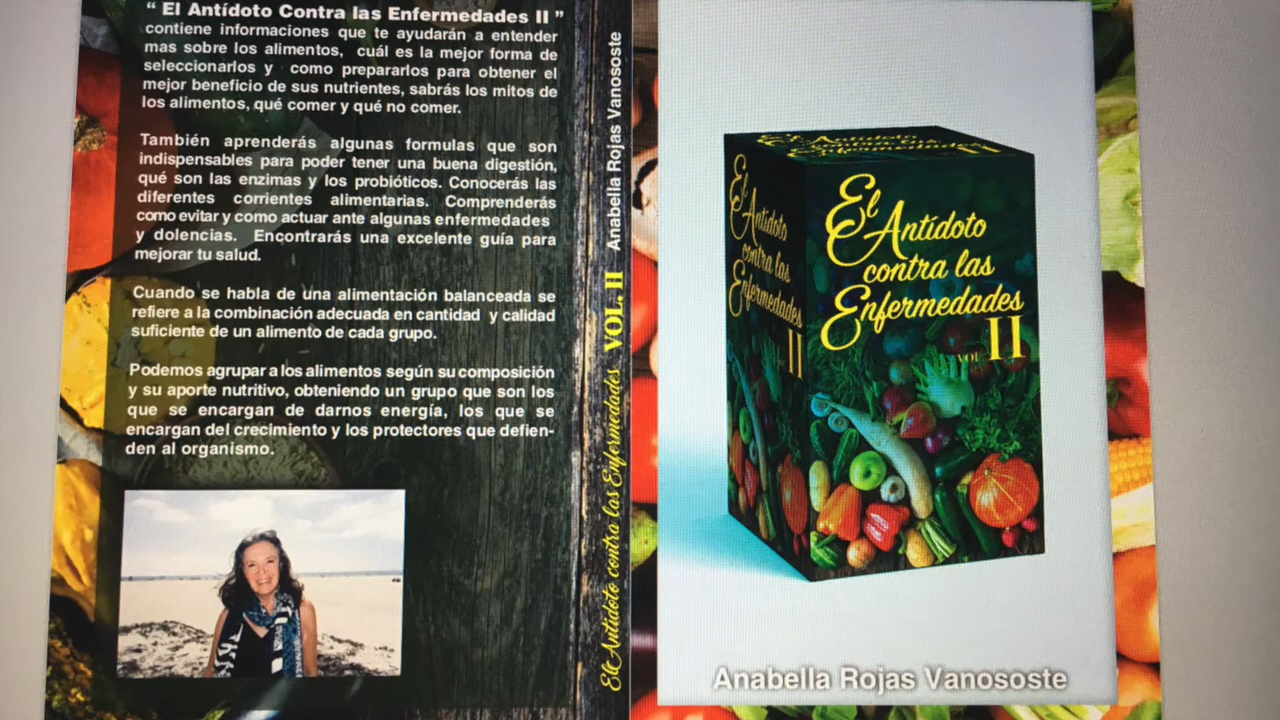 “ El Antídoto Contra las Enfermedades II ”
contiene informaciones que te ayudarán a entender
mas sobre los alimentos, cuál es la mejor forma de
seleccionarlos y como prepararlos para obtener el
mejor beneficio de sus nutrientes, sabrás los mitos de
los alimentos, qué comer y qué no comer.
También aprenderás algunas formulas que son
indispensables para poder tener una buena digestión,
qué son las enzimas y los probióticos. Conocerás las
diferentes corrientes alimentarias. Comprenderás
como evitar y como actuar ante algunas enfermedades
y dolencias. Encontrarás una excelente guía para
mejorar tu salud.
Cuando se habla de una alimentación balanceada se
refiere a la combinación adecuada en cantidad y calidad
suficiente de un alimento de cada grupo.
Podemos agrupar a los alimentos según su composición
y su aporte nutritivo, obteniendo un grupo que son los
que se encargan de darnos energía, los que se
encargan del crecimiento y los protectores que defien-
den al organismo.
El Antídoto contra las Enfermedades VOL. II Anabella Rojas Vanososte
El Antídoto
contra las
Enfermedades
II
El
Antídoto
contra las
Enfermedades
VOL II
Anabella Rojas Vanososte